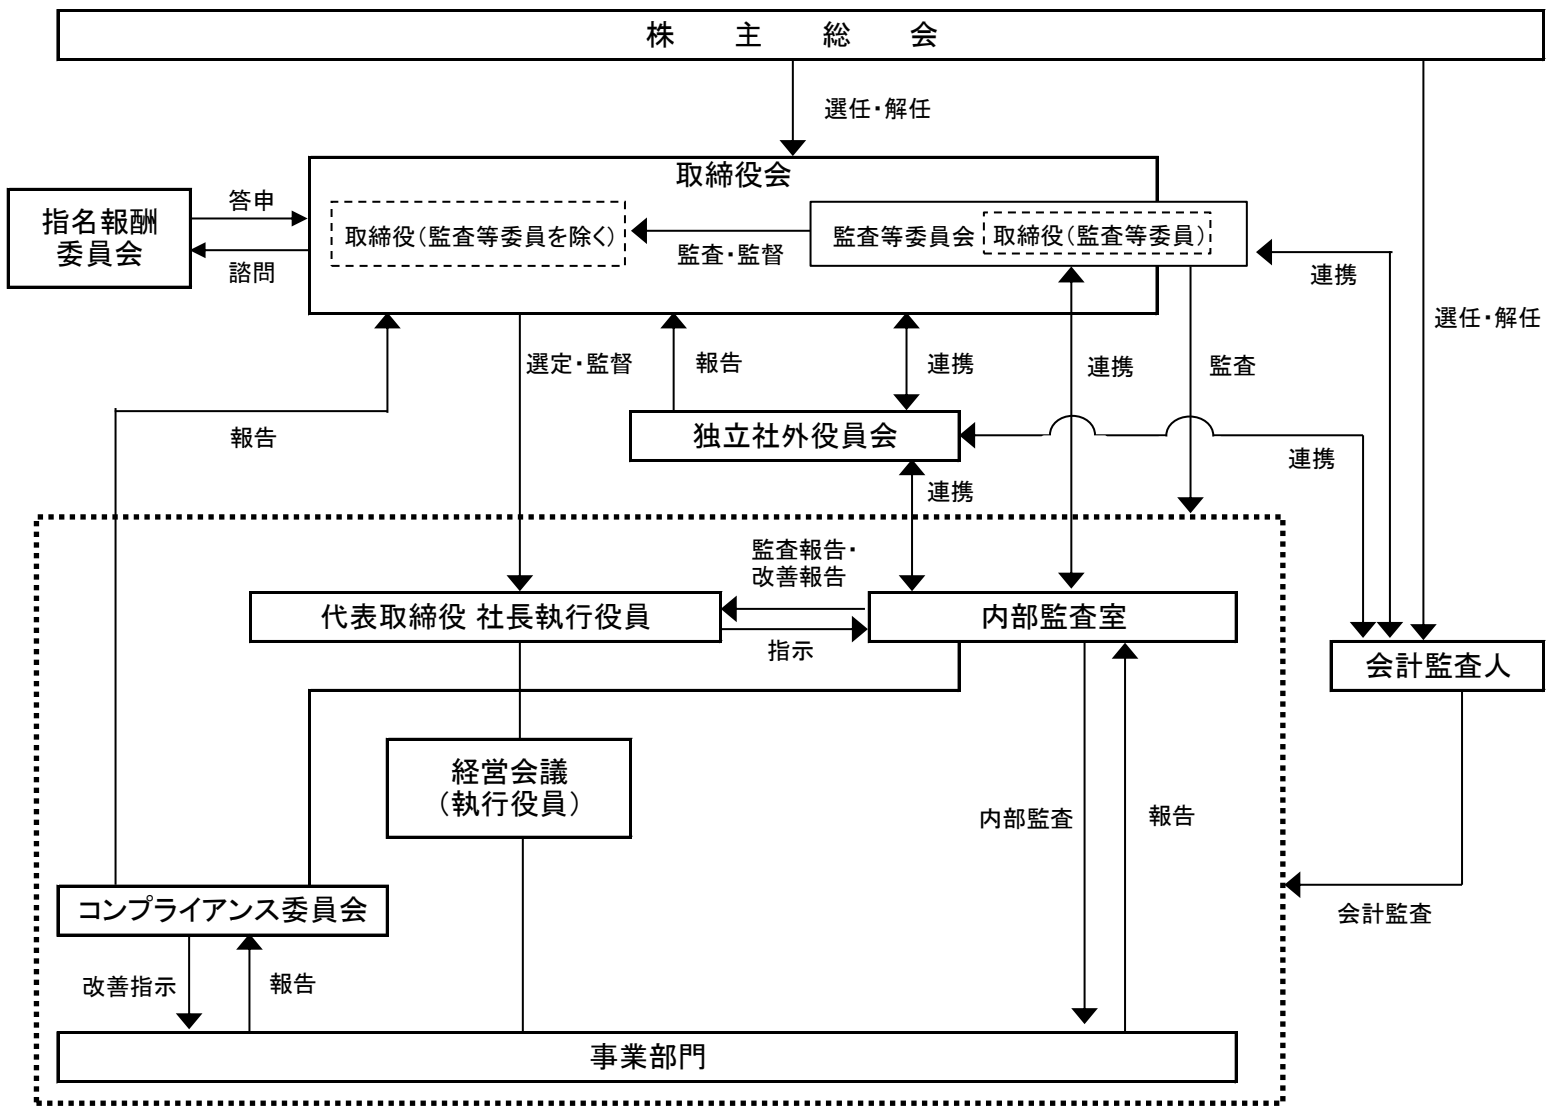 株主総会
選任・解任
取締役会
答申
指名報酬
委員会
諮問
取締役（監査等委員を除く）
監査・監督
監査等委員会
取締役（監査等委員）
連携
選任・解任
選定・監督
報告
連携
連携
監査
報告
独立社外役員会
連携
連携
監査報告・
改善報告
代表取締役 社長執行役員
指示
内部監査室
会計監査人
経営会議
（執行役員）
内部監査
報告
コンプライアンス委員会
会計監査
改善指示
報告
事業部門